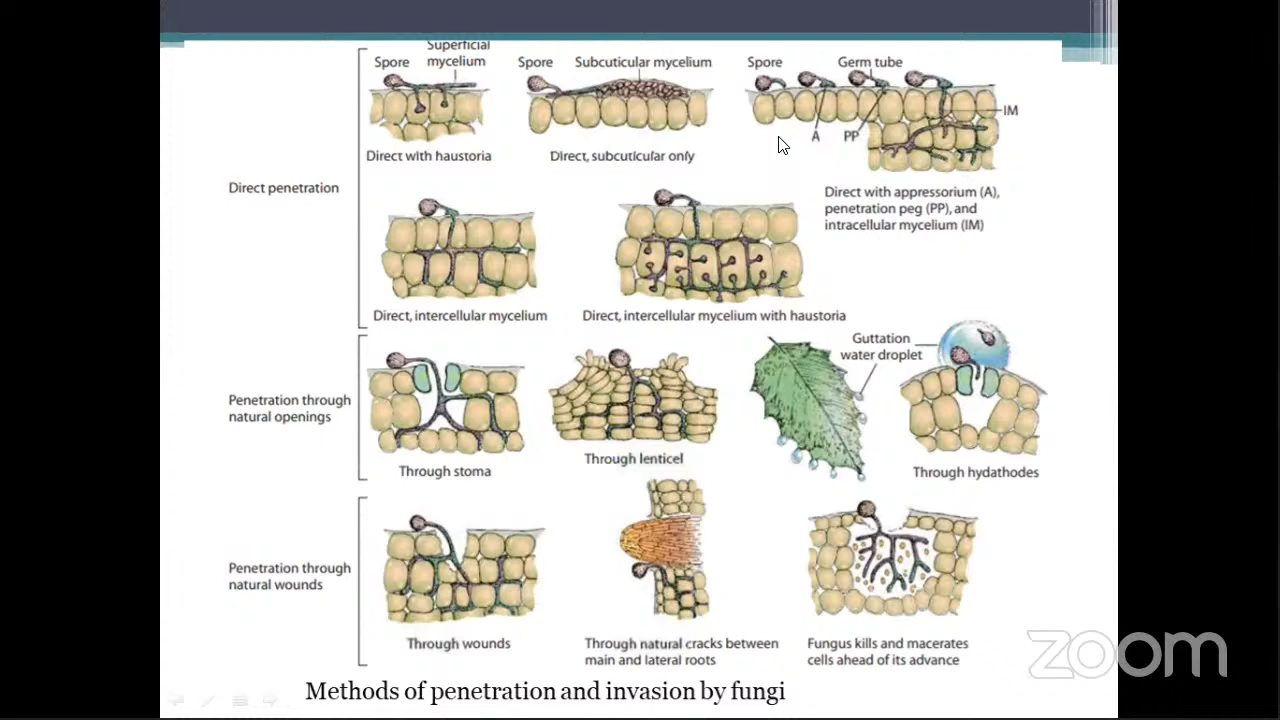 Superficial
mycelium
Spore
Spore
Subcuticular mycelium
Spore
Germ tube
IM
A
PP
Direct with haustoria
Direct, subcuticular only
Direct with appressorium (A),
penetration peg (PP), and
intracellular mycelium (IM)
Direct penetration
Direct, intercellular mycelium
Direct, intercellular mycelium with haustoria
Guttation
water droplet
Penetration through
natural openings
Through stoma
Through lenticel
Through hydathodes
Penetration through
natural wounds
Through wounds
Through natural cracks between
main and lateral roots
Fungus kills and macerates
cells ahead of its advance
zoom
Methods of penetration and invasion by fungi